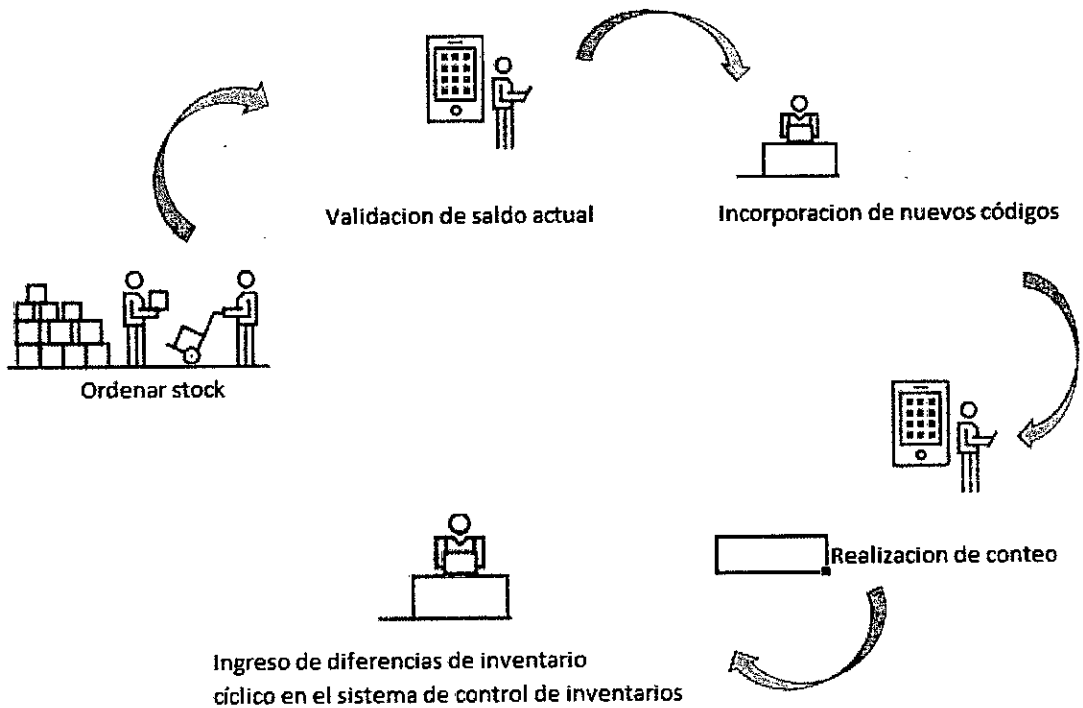 Validacion de saldo actual
Incorporacion de nuevos códigos
Ordenar stock
Realizacion de conteo
Ingreso de diferencias de inventario
cíclico en el sistema de control de inventarios